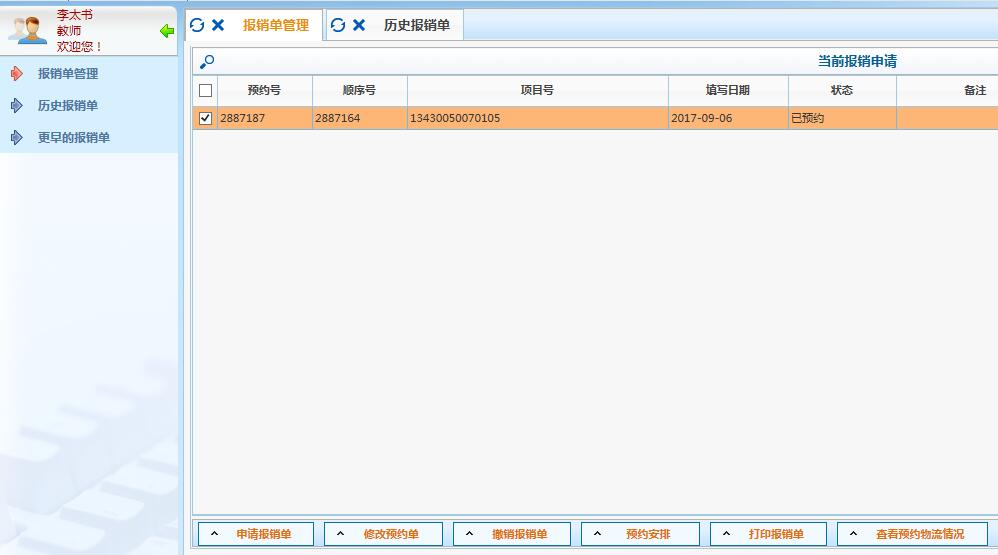 李太书
教师
欢迎您！
报销单管理
历史报销单
更早的报销单
报销单管理 历史报销单
当前报销申请
预约号 顺序号 项目号 填写日期 状态 备注
2887187 2887164 13430050070105 2017-09-06 已预约
申请报销单 修改预约单 撤销报销单 预约安排 打印报销单 查看预约物流情况